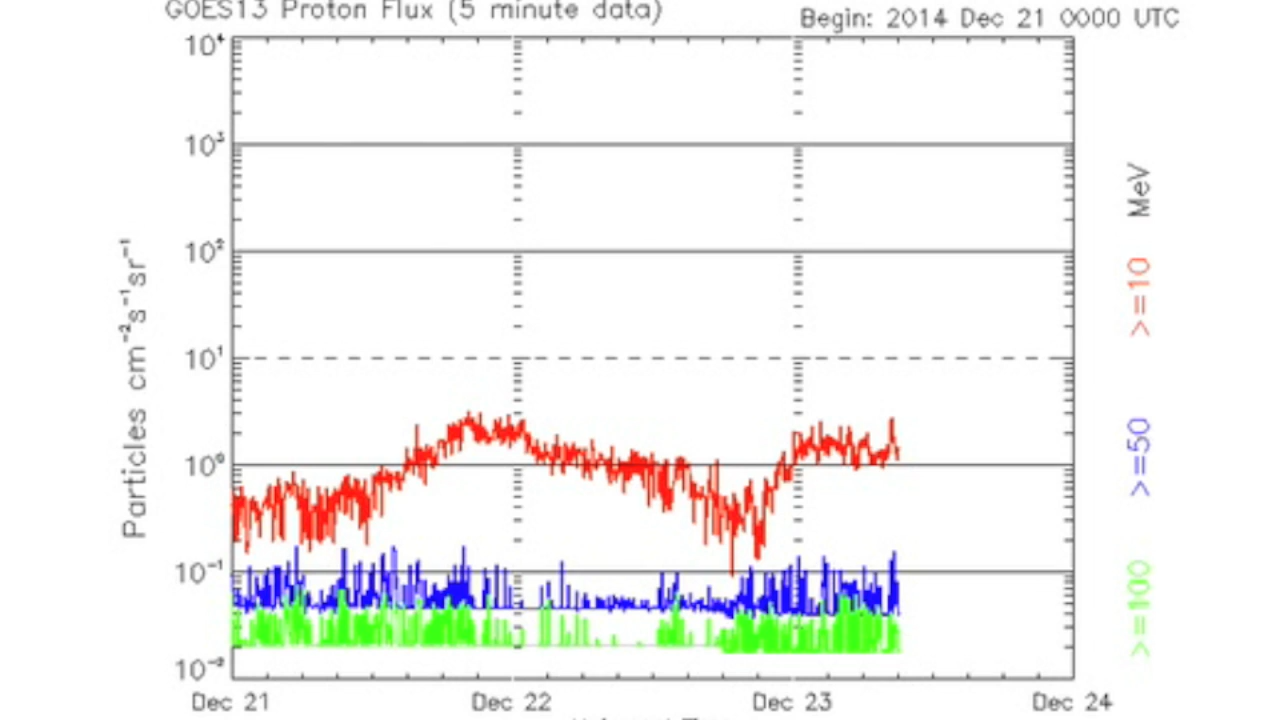 GOES13 Proton Flux (5 minute data)
Begin: 2014 Dec 21 0000 UTC
10⁴
10³
10²
10¹
10⁰
10⁻¹
10⁻²
Particles cm⁻²s⁻¹sr⁻¹
Dec 21
Dec 22
Dec 23
Dec 24
MeV
>=10
>=50
>=100